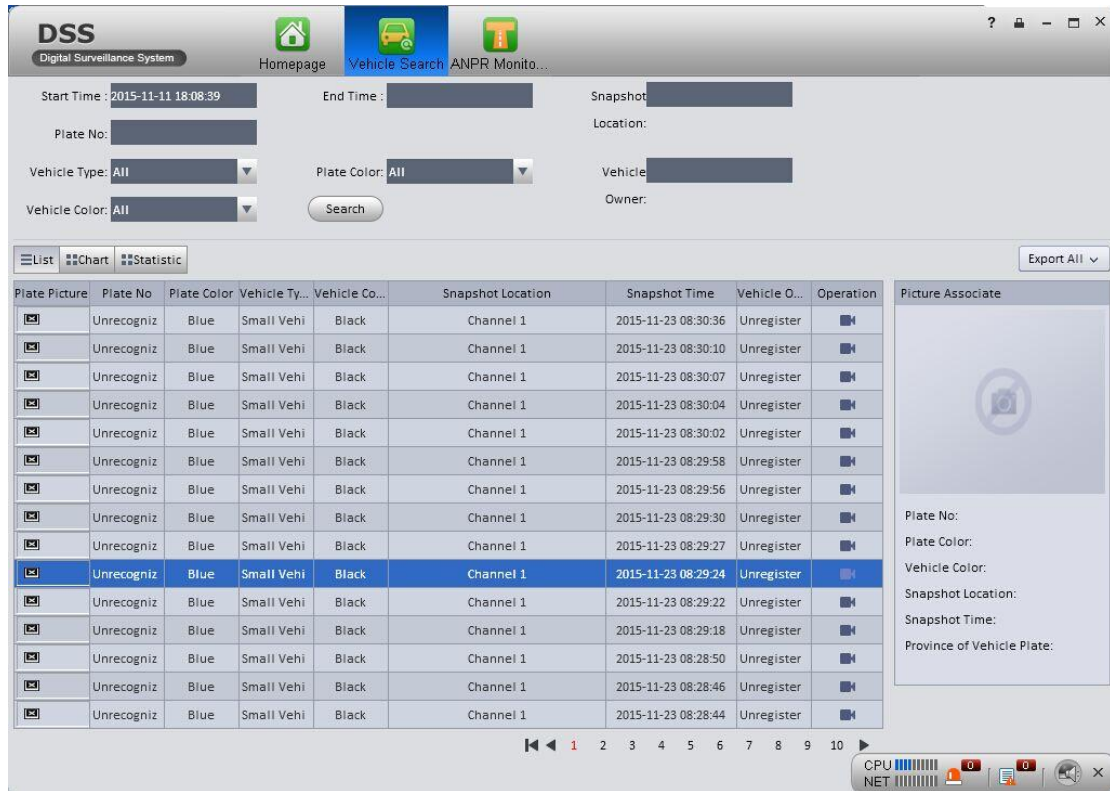 DSS
Digital Surveillance System
Homepage Vehicle Search ANPR Monito...
? – ×
Start Time : 2015-11-11 18:08:39 End Time : Snapshot Location:
Plate No:
Vehicle Type: All Plate Color: All Vehicle Owner:
Vehicle Color: All Search
List Chart Statistic Export All
Plate Picture Plate No Plate Color Vehicle Ty... Vehicle Co... Snapshot Location Snapshot Time Vehicle O... Operation Picture Associate
Unrecogniz Blue Small Vehi Black Channel 1 2015-11-23 08:30:36 Unregister
Unrecogniz Blue Small Vehi Black Channel 1 2015-11-23 08:30:10 Unregister
Unrecogniz Blue Small Vehi Black Channel 1 2015-11-23 08:30:07 Unregister
Unrecogniz Blue Small Vehi Black Channel 1 2015-11-23 08:30:04 Unregister
Unrecogniz Blue Small Vehi Black Channel 1 2015-11-23 08:30:02 Unregister
Unrecogniz Blue Small Vehi Black Channel 1 2015-11-23 08:29:58 Unregister
Unrecogniz Blue Small Vehi Black Channel 1 2015-11-23 08:29:56 Unregister
Unrecogniz Blue Small Vehi Black Channel 1 2015-11-23 08:29:30 Unregister
Unrecogniz Blue Small Vehi Black Channel 1 2015-11-23 08:29:27 Unregister
Unrecogniz Blue Small Vehi Black Channel 1 2015-11-23 08:29:24 Unregister
Unrecogniz Blue Small Vehi Black Channel 1 2015-11-23 08:29:22 Unregister
Unrecogniz Blue Small Vehi Black Channel 1 2015-11-23 08:29:18 Unregister
Unrecogniz Blue Small Vehi Black Channel 1 2015-11-23 08:28:50 Unregister
Unrecogniz Blue Small Vehi Black Channel 1 2015-11-23 08:28:46 Unregister
Unrecogniz Blue Small Vehi Black Channel 1 2015-11-23 08:28:44 Unregister
Plate No:
Plate Color:
Vehicle Color:
Snapshot Location:
Snapshot Time:
Province of Vehicle Plate:
1 2 3 4 5 6 7 8 9 10
CPU 0 0 ×
NET